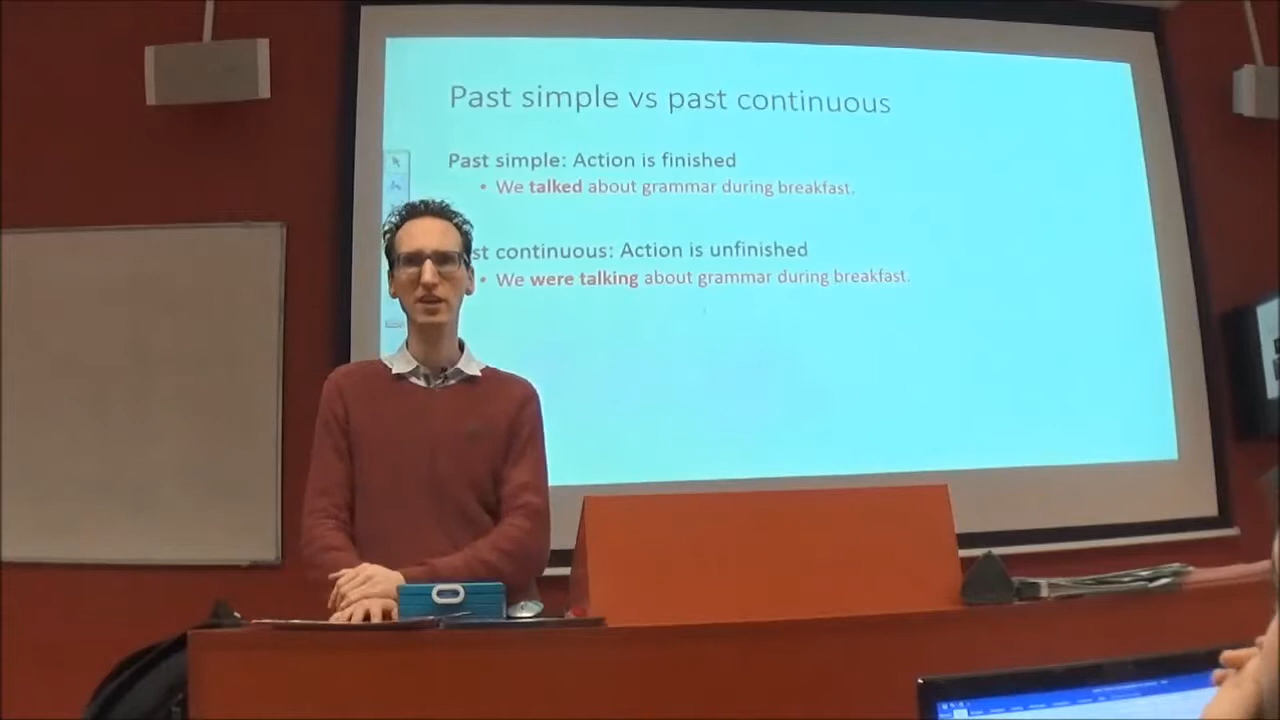 Past simple vs past continuous
Past simple: Action is finished
• We talked about grammar during breakfast.
st continuous: Action is unfinished
• We were talking about grammar during breakfast.